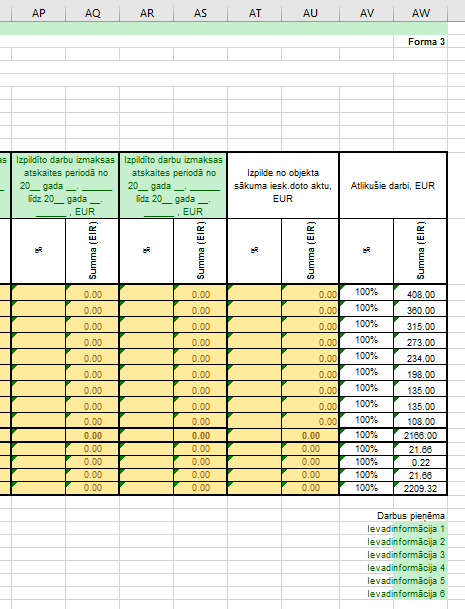 AP AQ AR AS AT AU AV AW
Forma 3
Izpildīto darbu izmaksas atskaites periodā no 20__ gada __. ______ līdz 20__ gada __. ______ , EUR
Izpildīto darbu izmaksas atskaites periodā no 20__ gada __. ______ līdz 20__ gada __. ______ , EUR
Izpilde no objekta sākuma iesk.doto aktu, EUR
Atlikušie darbi, EUR
% Summa (EIR) % Summa (EIR) % Summa (EIR) % Summa (EIR)
0.00 0.00 0.00 100% 408.00
0.00 0.00 0.00 100% 360.00
0.00 0.00 0.00 100% 315.00
0.00 0.00 0.00 100% 273.00
0.00 0.00 0.00 100% 234.00
0.00 0.00 0.00 100% 198.00
0.00 0.00 0.00 100% 135.00
0.00 0.00 0.00 100% 135.00
0.00 0.00 0.00 100% 108.00
0.00 0.00 0.00 100% 2166.00
0.00 0.00 0.00 100% 21.66
0.00 0.00 0.00 100% 0.22
0.00 0.00 0.00 100% 21.66
0.00 0.00 0.00 100% 2209.32
Darbus pieņēma
Ievadinformācija 1
Ievadinformācija 2
Ievadinformācija 3
Ievadinformācija 4
Ievadinformācija 5
Ievadinformācija 6